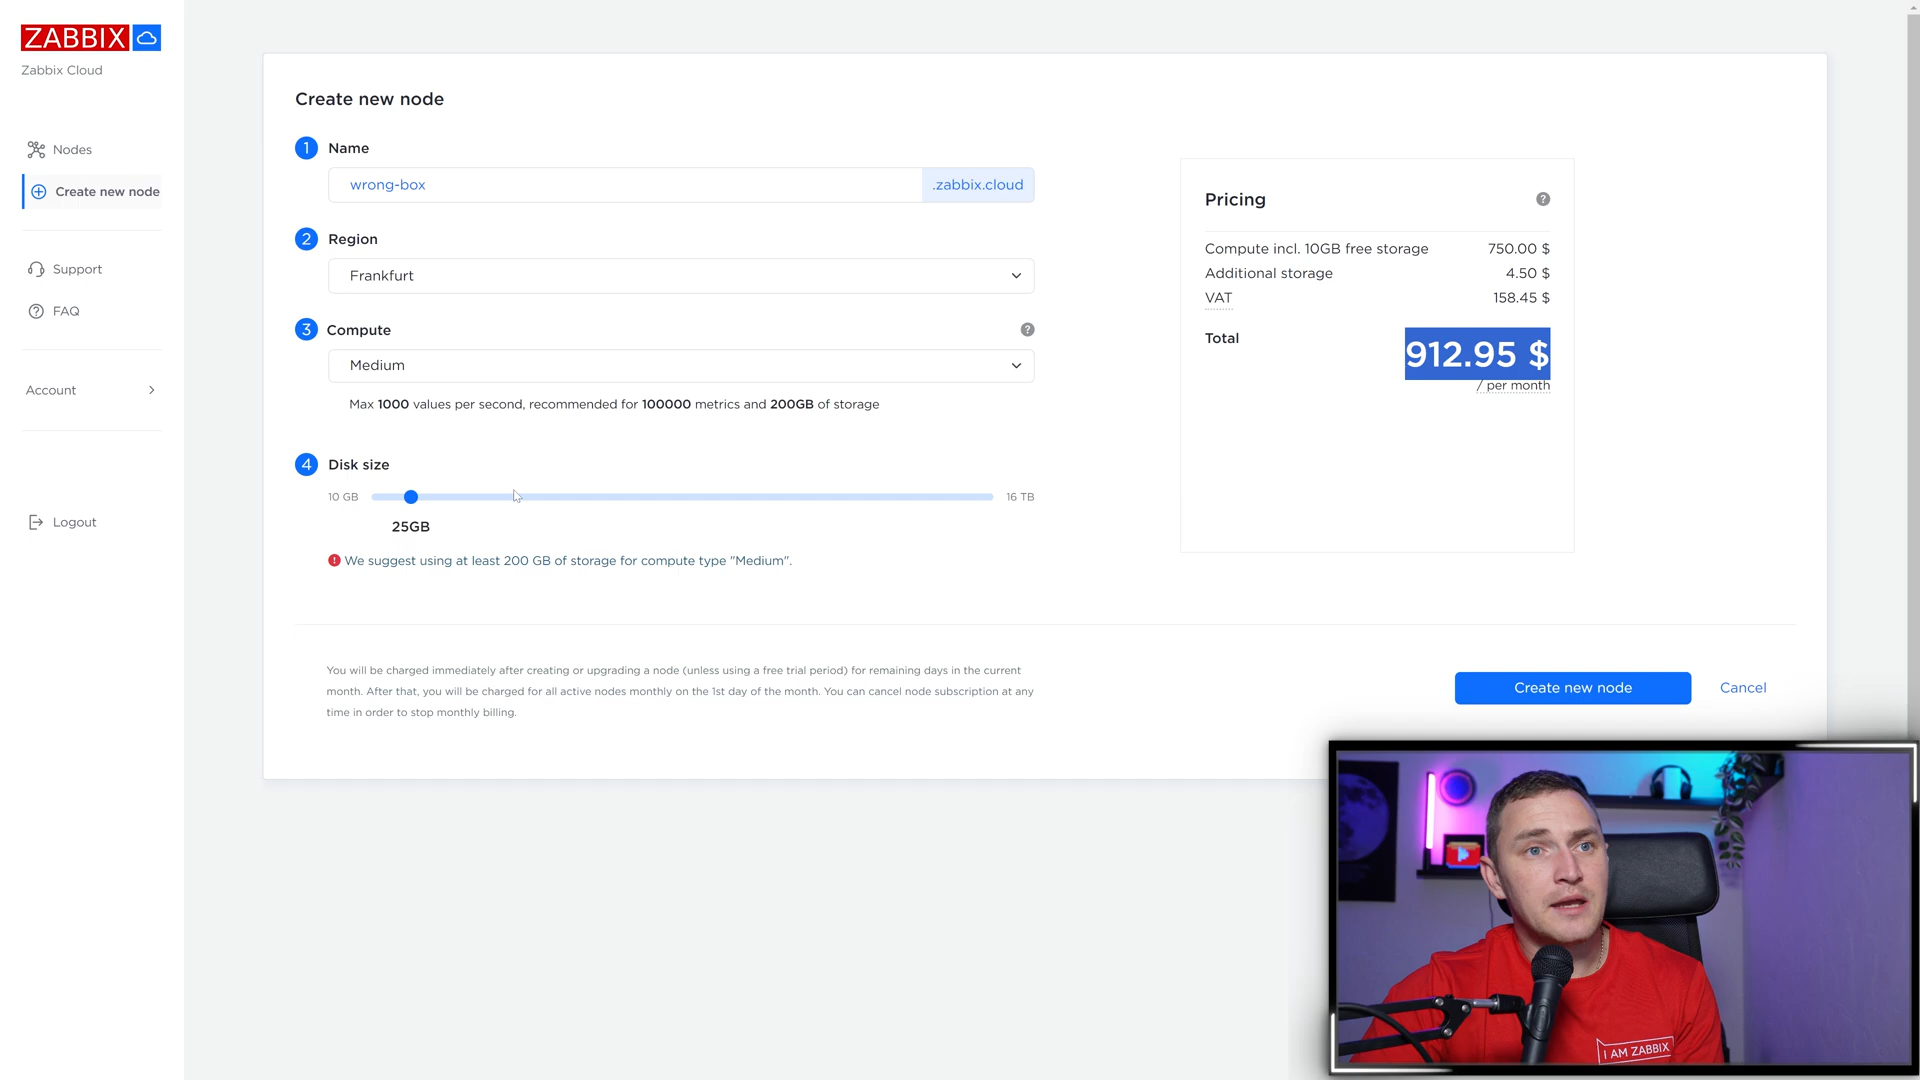 ZABBIX
Zabbix Cloud
Nodes
Create new node
Support
FAQ
Account
Logout
Create new node
1 Name
wrong-box
.zabbix.cloud
2 Region
Frankfurt
3 Compute
?
Medium
Max 1000 values per second, recommended for 100000 metrics and 200GB of storage
4 Disk size
10 GB
16 TB
25GB
! We suggest using at least 200 GB of storage for compute type "Medium".
Pricing
?
Compute incl. 10GB free storage 750.00 $
Additional storage 4.50 $
VAT 158.45 $
Total 912.95 $
/ per month
You will be charged immediately after creating or upgrading a node (unless using a free trial period) for remaining days in the current
month. After that, you will be charged for all active nodes monthly on the 1st day of the month. You can cancel node subscription at any
time in order to stop monthly billing.
Create new node
Cancel
I AM ZABBIX